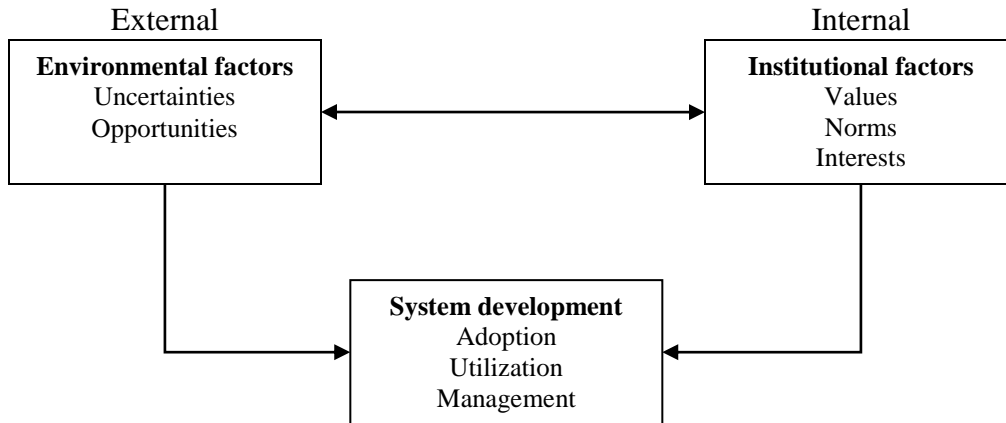 External
Internal
Environmental factors
Uncertainties
Opportunities
Institutional factors
Values
Norms
Interests
System development
Adoption
Utilization
Management